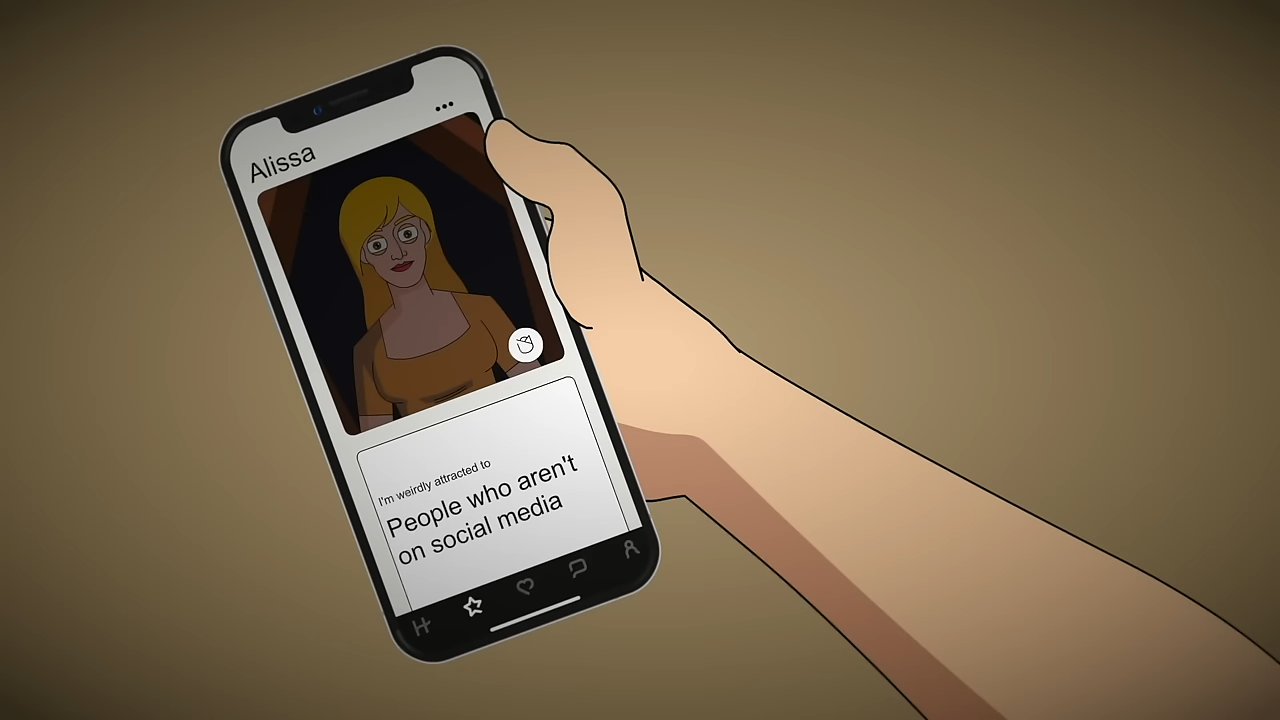 Alissa
I'm weirdly attracted to
People who aren't
on social media